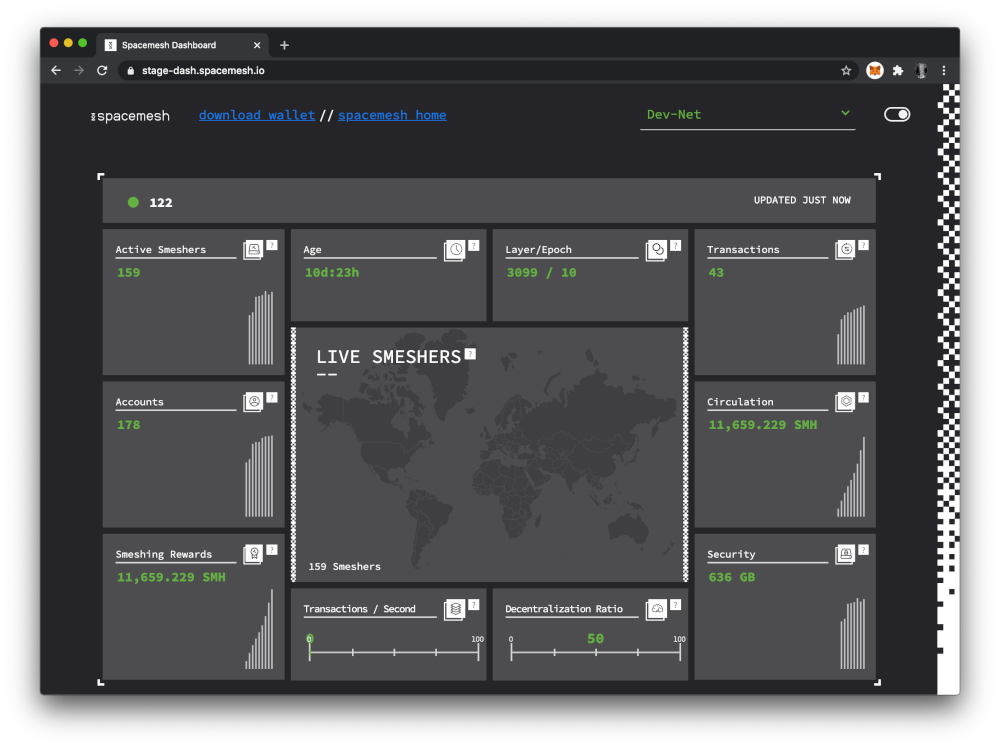 Spacemesh Dashboard
stage-dash.spacemesh.io
spacemesh
download wallet // spacemesh home
Dev-Net
122
UPDATED JUST NOW
Active Smeshers ?
159
Age ?
10d:23h
Layer/Epoch ?
3099 / 10
Transactions ?
43
LIVE SMESHERS ?
159 Smeshers
Accounts ?
178
Circulation ?
11,659.229 SMH
Smeshing Rewards ?
11,659.229 SMH
Security ?
636 GB
Transactions / Second ?
0 0 100
Decentralization Ratio ?
0 50 100